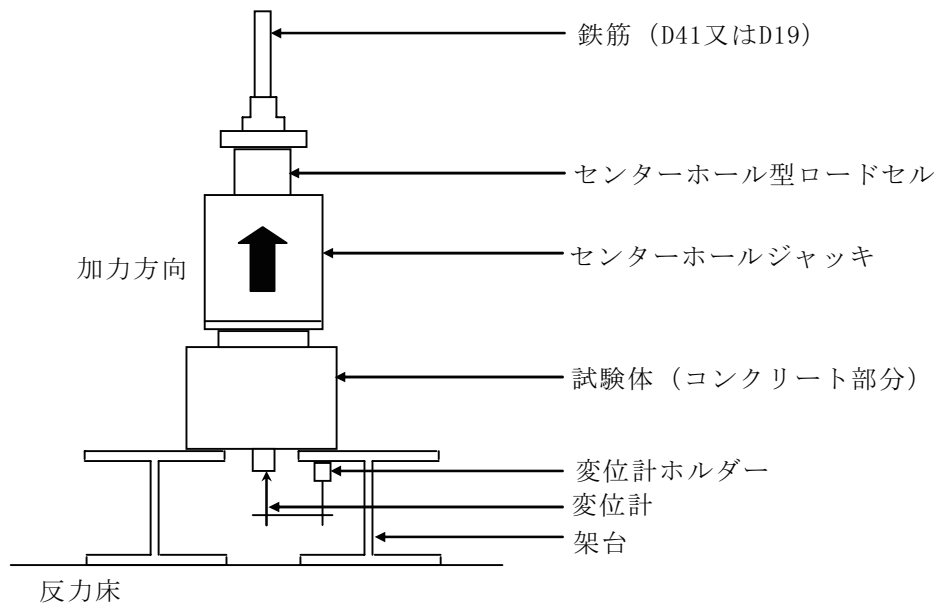 鉄筋（D41又はD19）
センターホール型ロードセル
加力方向
センターホールジャッキ
試験体（コンクリート部分）
変位計ホルダー
変位計
架台
反力床